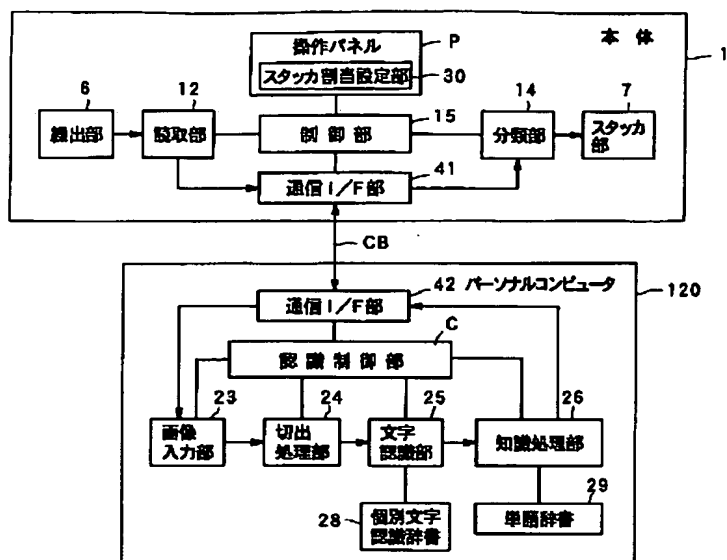 操作パネル
P
本体
1
スタッカ割当設定部
30
6
12
15
14
7
繰出部
読取部
制御部
分類部
スタッカ部
41
通信I/F部
CB
42 パーソナルコンピュータ
120
通信I/F部
C
認識制御部
23
24
25
26
画像
入力部
切出
処理部
文字
認識部
知識処理部
28
個別文字
認識辞書
29
単語辞書